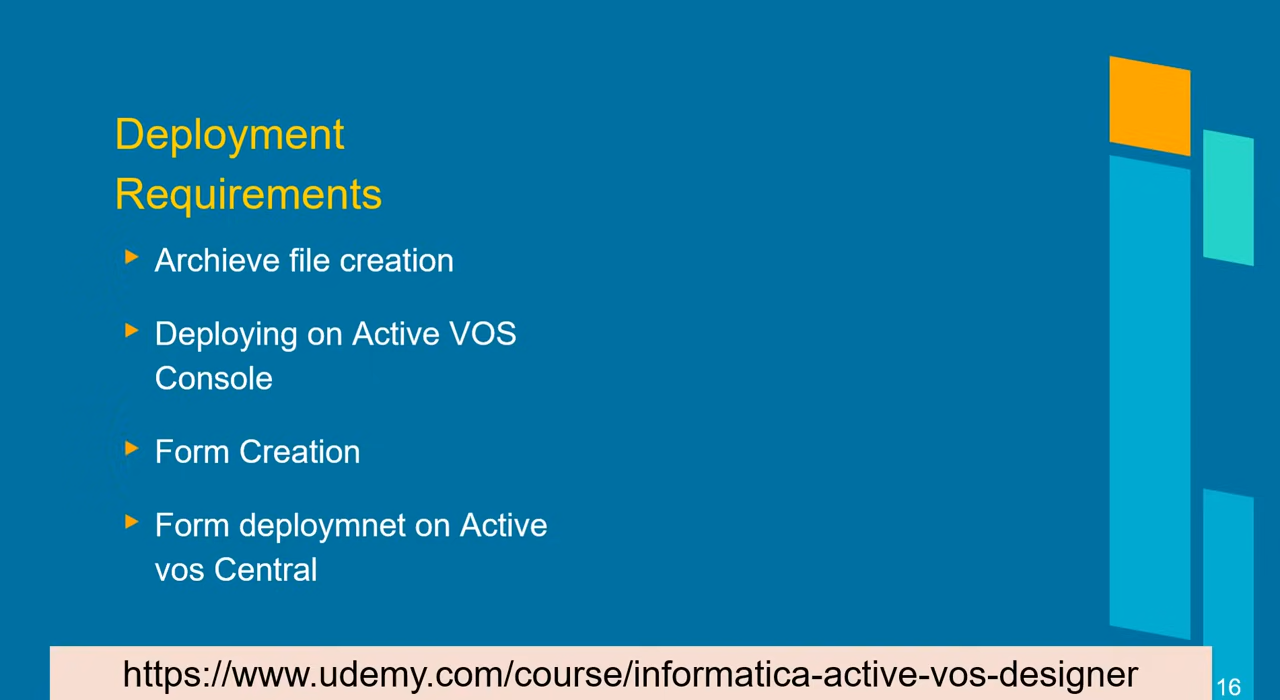 Deployment
Requirements
Archieve file creation
Deploying on Active VOS
Console
Form Creation
Form deploymnet on Active
vos Central
https://www.udemy.com/course/informatica-active-vos-designer
16